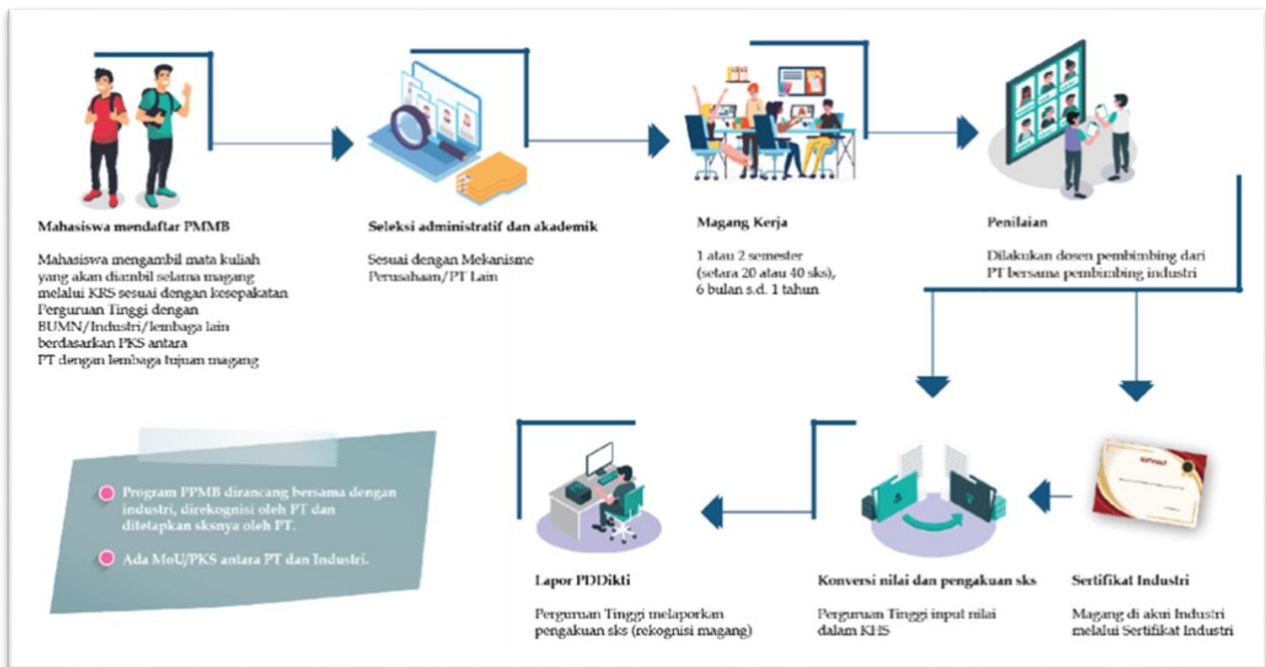 Mahasiswa mendaftar PMMB
Mahasiswa mengambil mata kuliah
yang akan diambil selama magang
melalui KRS sesuai dengan kesepakatan
Perguruan Tinggi dengan
BUMN/Industri/lembaga lain
berdasarkan PKS antara
PT dengan lembaga tujuan magang
Seleksi administratif dan akademik
Sesuai dengan Mekanisme
Perusahaan/PT Lain
Magang Kerja
1 atau 2 semester
(setara 20 atau 40 sks),
6 bulan s.d. 1 tahun
Penilaian
Dilakukan dosen pembimbing dari
PT bersama pembimbing industri
Program PPMB dirancang bersama dengan
industri, direkognisi oleh PT dan
ditetapkan sksnya oleh PT.
Ada MoU/PKS antara PT dan Industri.
Lapor PDDikti
Perguruan Tinggi melaporkan
pengakuan sks (rekognisi magang)
Konversi nilai dan pengakuan sks
Perguruan Tinggi input nilai
dalam KHS
Sertifikat Industri
Magang di akui Industri
melalui Sertifikat Industri